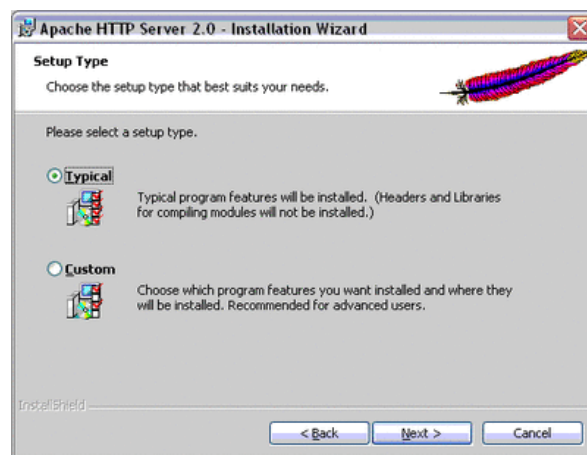 Apache HTTP Server 2.0 - Installation Wizard
Setup Type
Choose the setup type that best suits your needs.
Please select a setup type.
Typical
Typical program features will be installed. (Headers and Libraries
for compiling modules will not be installed.)
Custom
Choose which program features you want installed and where they
will be installed. Recommended for advanced users.
InstallShield
< Back Next > Cancel